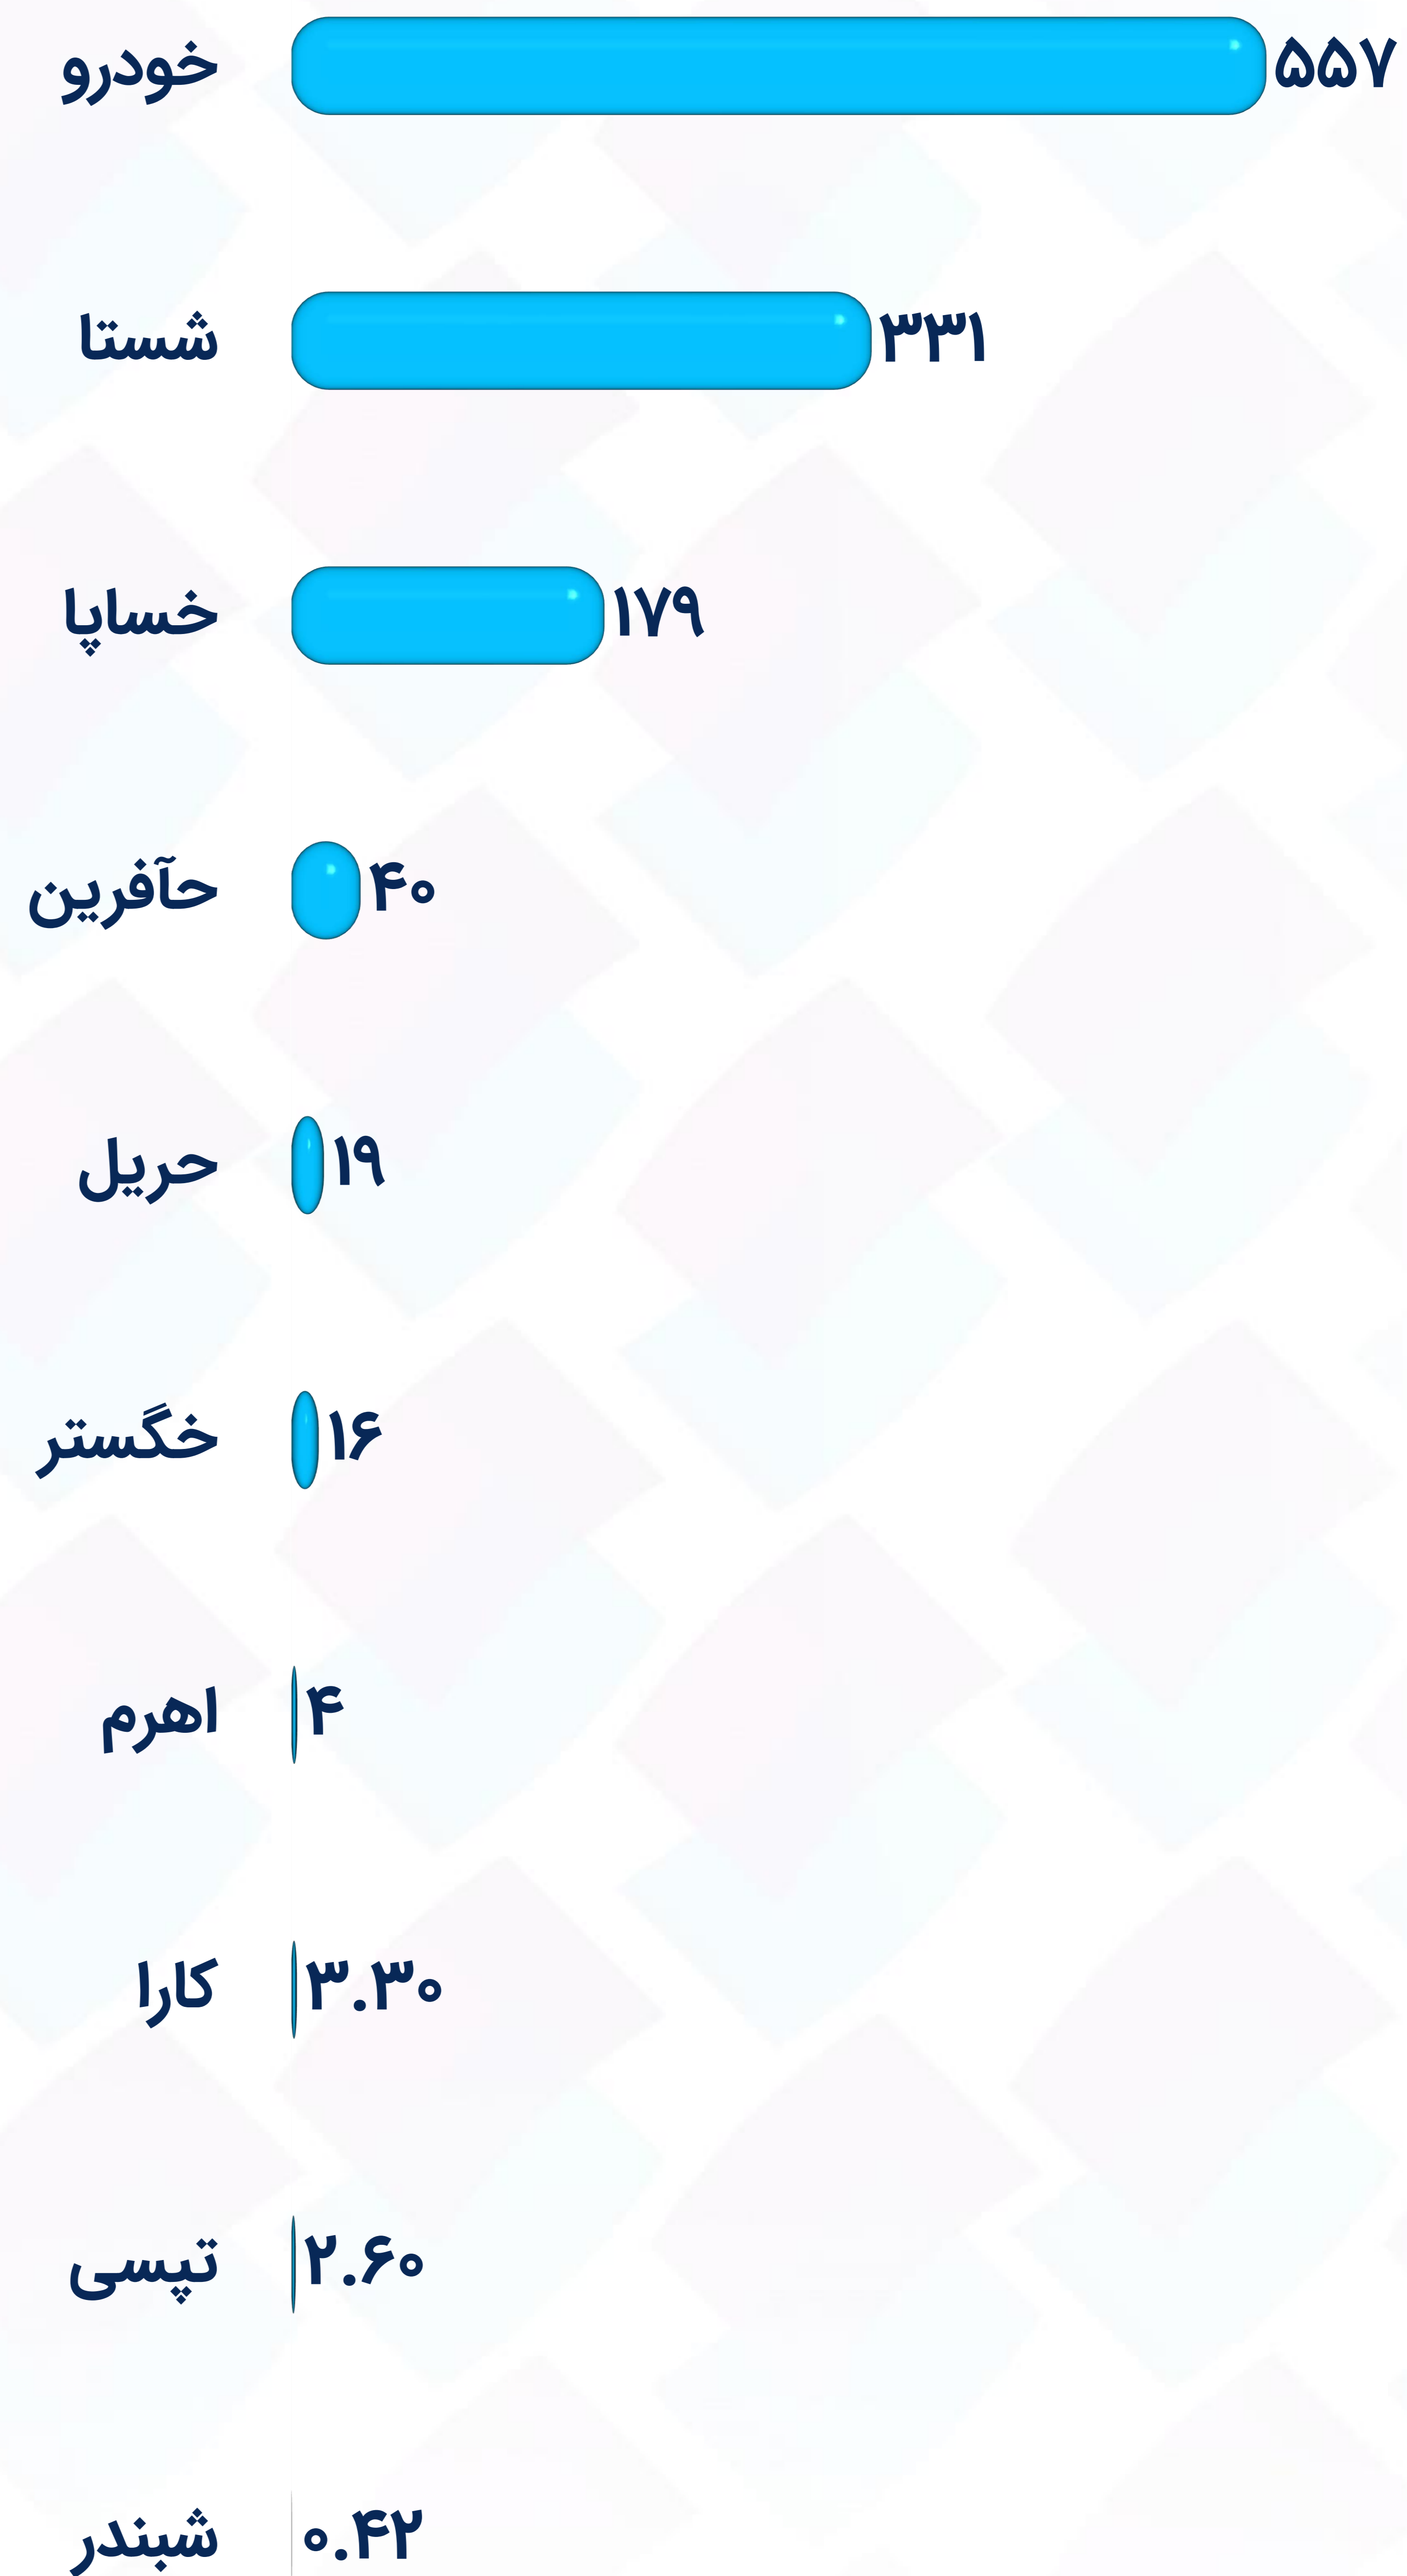 خودرو ۵۵۷
شستا ۳۳۱
خساپا ۱۷۹
حآفرین ۴۰
حریل ۱۹
خگستر ۱۶
اهرم ۴
کارا ۳.۳۰
تپسی ۲.۶۰
شبندر ۰.۴۲